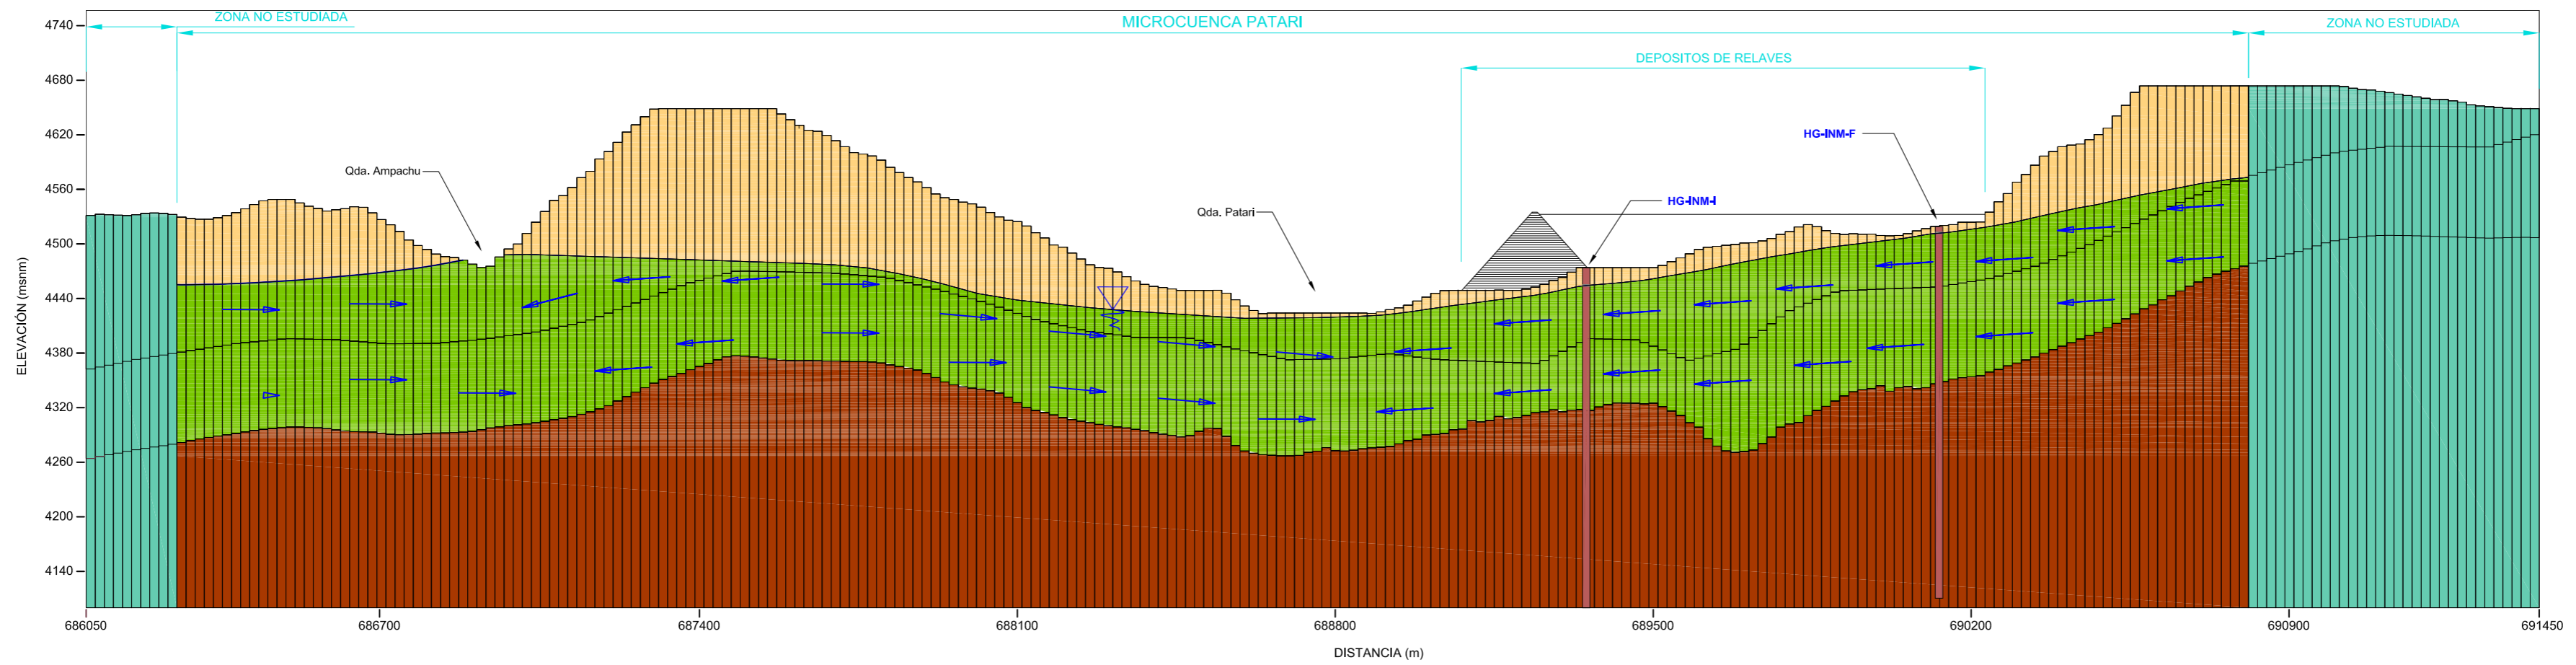 ZONA NO ESTUDIADA
MICROCUENCA PATARI
ZONA NO ESTUDIADA
DEPOSITOS DE RELAVES
HG-INM-F
Qda. Ampachu
HG-INM-I
Qda. Patari
ELEVACIÓN (msnm)
4740
4680
4620
4560
4500
4440
4380
4320
4260
4200
4140
686050 686700 687400 688100 688800 689500 690200 690900 691450
DISTANCIA (m)